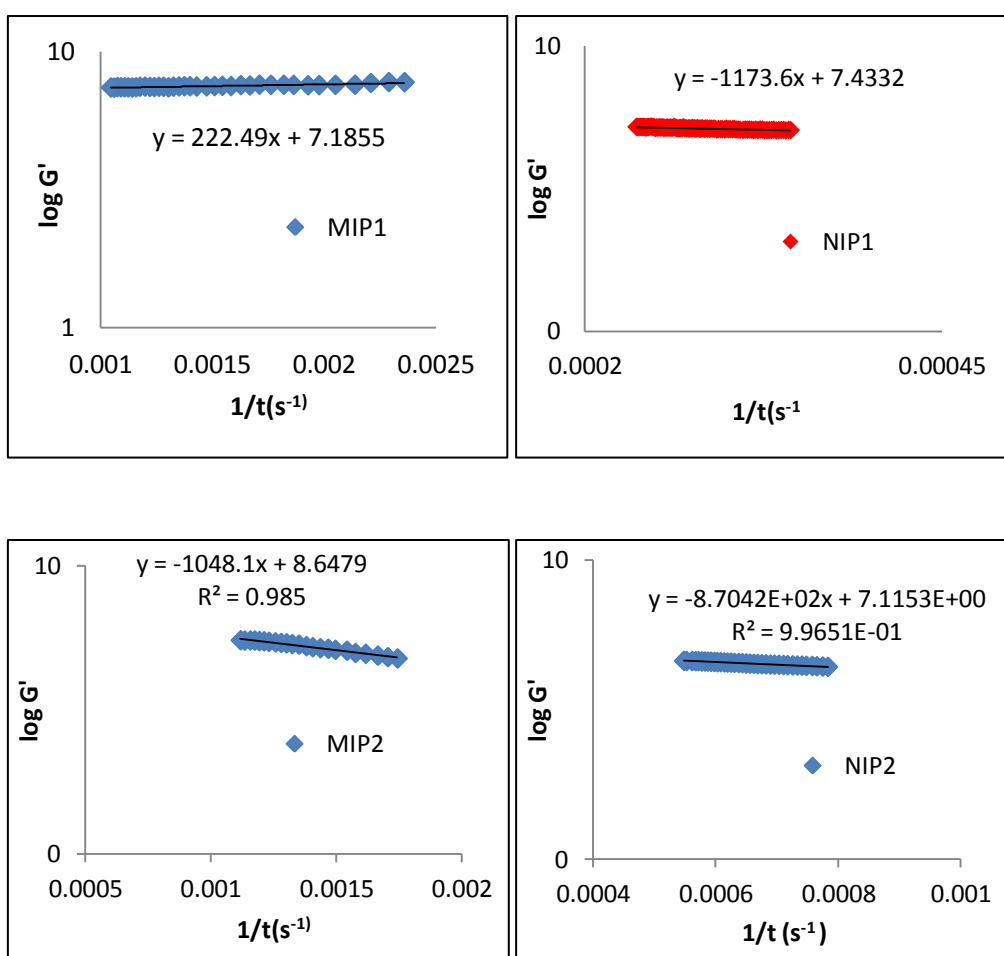 10
y = 222.49x + 7.1855
log G'
MIP1
1
0.001 0.0015 0.002 0.0025
1/t(s⁻¹)
10
y = -1173.6x + 7.4332
log G'
NIP1
0
0.0002 0.00045
1/t(s⁻¹
10
y = -1048.1x + 8.6479
R² = 0.985
log G'
MIP2
0
0.0005 0.001 0.0015 0.002
1/t(s⁻¹)
10
y = -8.7042E+02x + 7.1153E+00
R² = 9.9651E-01
log G'
NIP2
0
0.0004 0.0006 0.0008 0.001
1/t (s⁻¹)